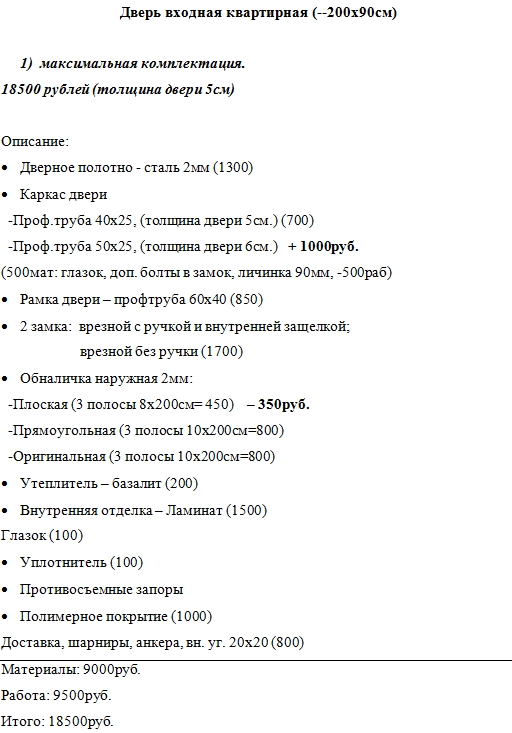 Дверь входная квартирная (--200х90см)
1) максимальная комплектация.
18500 рублей (толщина двери 5см)
Описание:
• Дверное полотно - сталь 2мм (1300)
• Каркас двери
-Проф.труба 40х25, (толщина двери 5см.) (700)
-Проф.труба 50х25, (толщина двери 6см.) + 1000руб.
(500мат: глазок, доп. болты в замок, личинка 90мм, -500раб)
• Рамка двери – профтруба 60х40 (850)
• 2 замка: врезной с ручкой и внутренней защелкой;
врезной без ручки (1700)
• Обналичка наружная 2мм:
-Плоская (3 полосы 8х200см= 450) – 350руб.
-Прямоугольная (3 полосы 10х200см=800)
-Оригинальная (3 полосы 10х200см=800)
• Утеплитель – базалит (200)
• Внутренняя отделка – Ламинат (1500)
Глазок (100)
• Уплотнитель (100)
• Противосъемные запоры
• Полимерное покрытие (1000)
Доставка, шарниры, анкера, вн. уг. 20х20 (800)
Материалы: 9000руб.
Работа: 9500руб.
Итого: 18500руб.